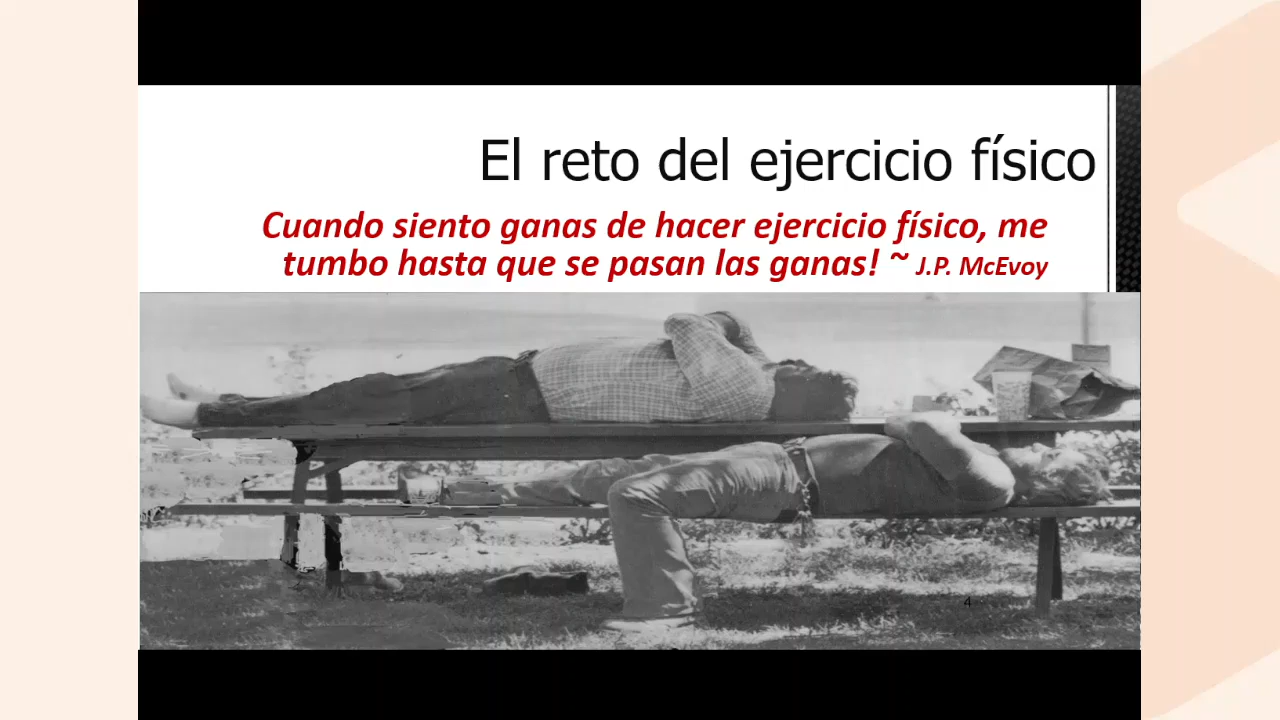 El reto del ejercicio físico
Cuando siento ganas de hacer ejercicio físico, me
tumbo hasta que se pasan las ganas! ~ J.P. McEvoy
4